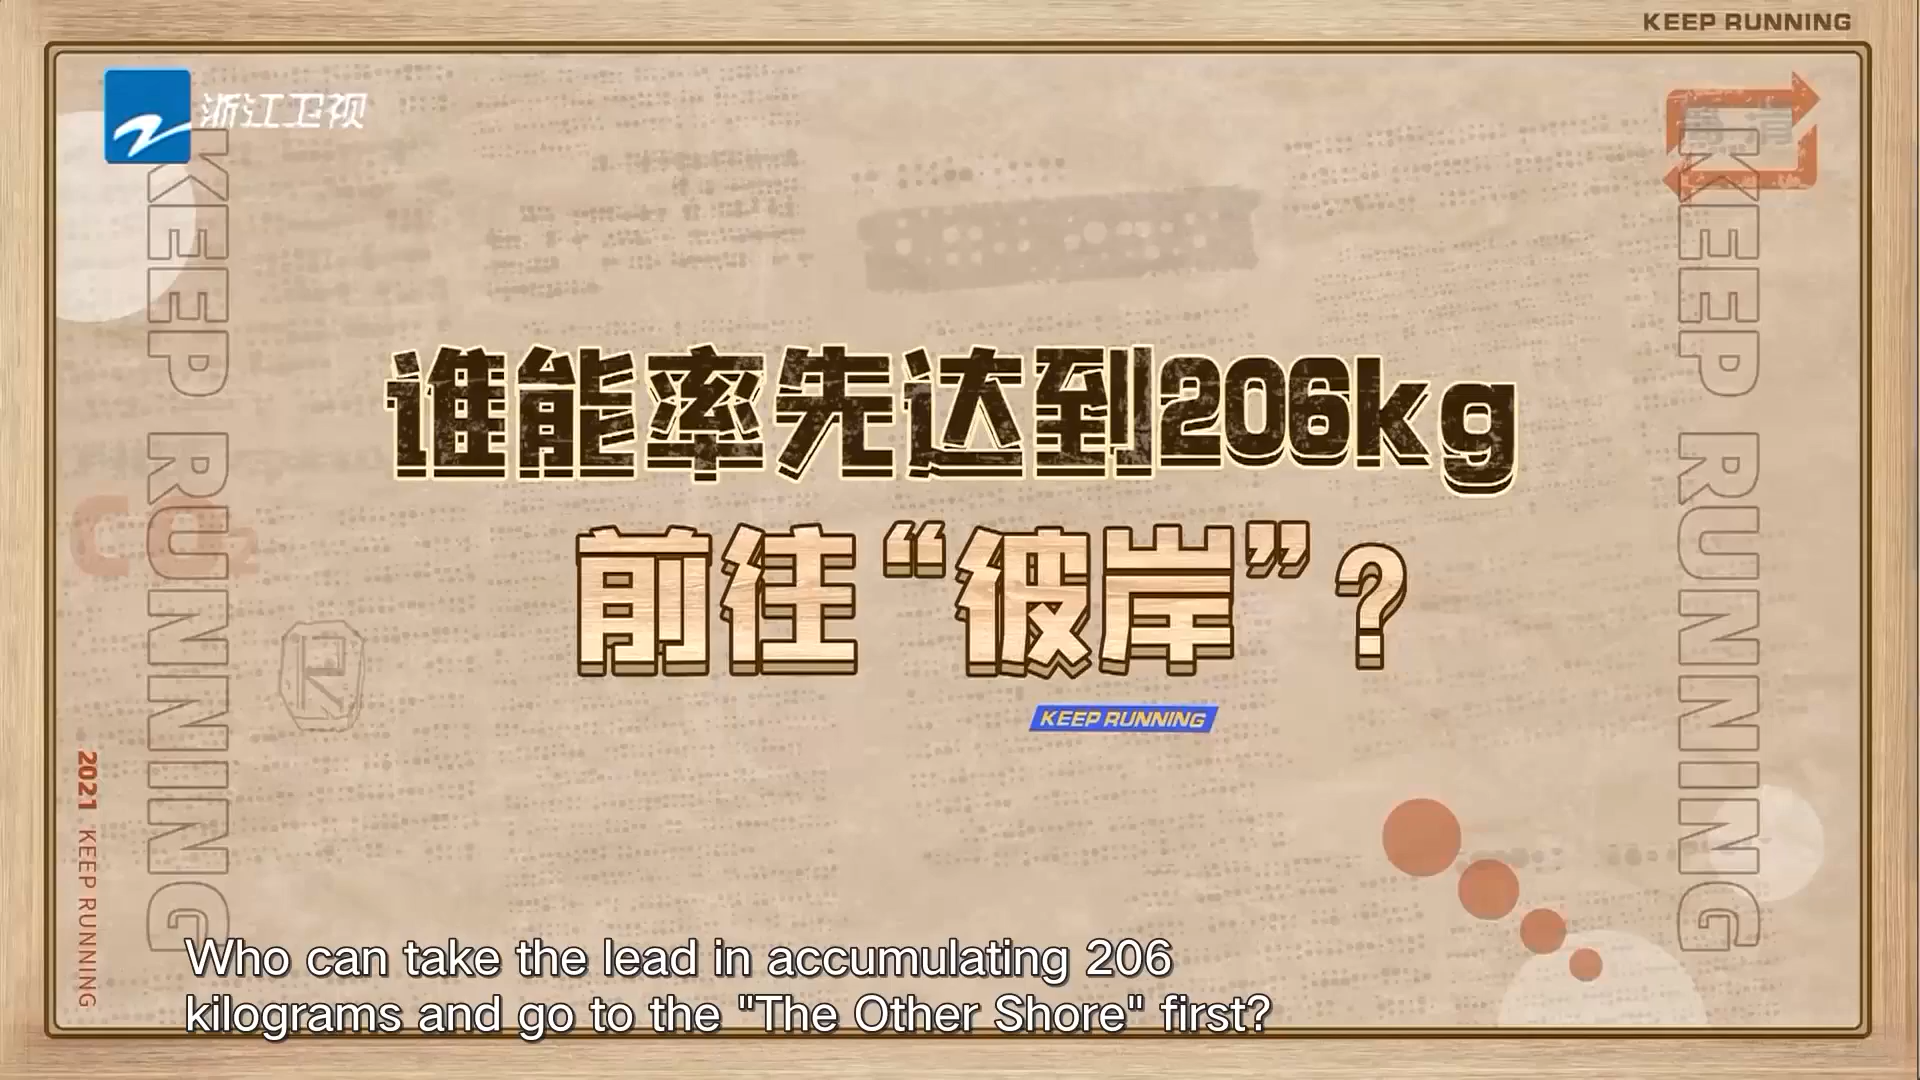 KEEP RUNNING
浙江卫视
高清
KEEP RUNNING
KEEP RUNNING
谁能率先达到206kg
前往“彼岸”?
KEEP RUNNING
2021 KEEP RUNNING
Who can take the lead in accumulating 206
kilograms and go to the "The Other Shore" first?